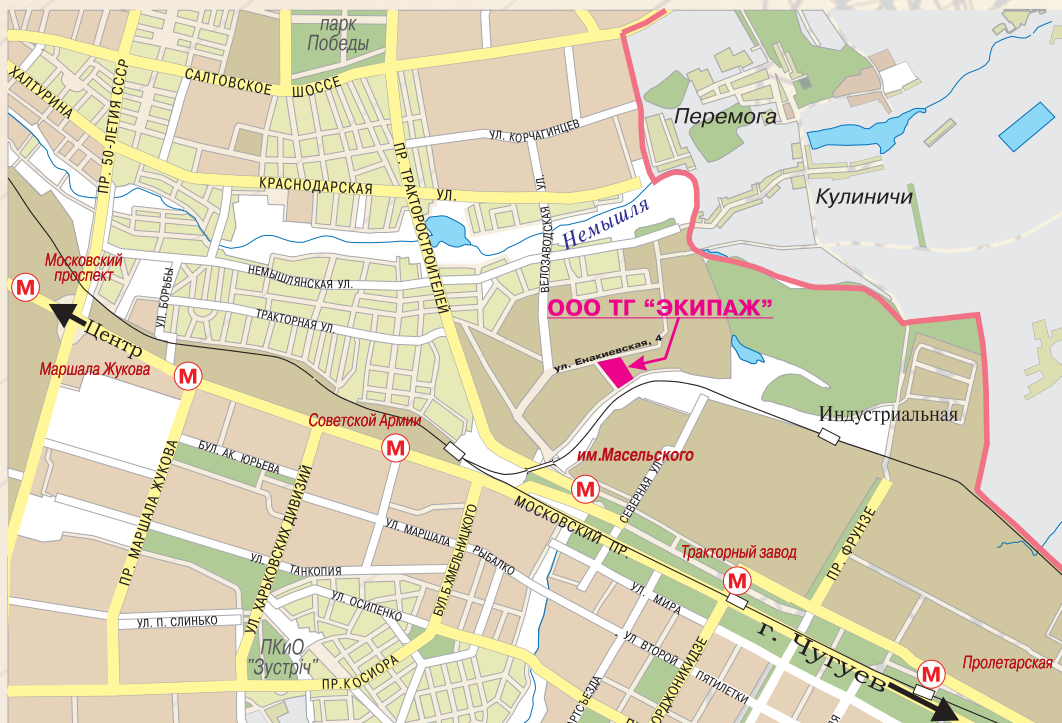 парк
Победы
САЛТОВСКОЕ ШОССЕ
ХАЛТУРИНА
ПР. 50-ЛЕТИЯ СССР
Перемога
УЛ. КОРЧАГИНЦЕВ
ПР. ТРАКТОРОСТРОИТЕЛЕЙ
КРАСНОДАРСКАЯ УЛ.
Кулиничи
Немышля
ВЕЛОЗАВОДСКАЯ УЛ.
Московский
проспект
М
НЕМЫШЛЯНСКАЯ УЛ.
УЛ. БОРЬБЫ
ТРАКТОРНАЯ УЛ.
ООО ТГ “ЭКИПАЖ”
Центр
ул. Енакиевская, 4
Маршала Жукова
М
Индустриальная
Советской Армии
М
им.Масельского
М
БУЛ. АК. ЮРЬЕВА
ПР. МАРШАЛА ЖУКОВА
УЛ. ХАРЬКОВСКИХ ДИВИЗИЙ
СЕВЕРНАЯ УЛ.
МОСКОВСКИЙ ПР.
УЛ. МАРШАЛА РЫБАЛКО
БУЛ.Б.ХМЕЛЬНИЦКОГО
ПР. ФРУНЗЕ
Тракторный завод
М
УЛ. ТАНКОПИЯ
УЛ. ОСИПЕНКО
УЛ. МИРА
УЛ. П. СЛИНЬКО
г. Чугуев
УЛ. ВТОРОЙ ПЯТИЛЕТКИ
ПКиО
"Зустріч"
Пролетарская
М
ПР.КОСИОРА
ОРДЖОНИКИДЗЕ
АРТСЪЕЗДА